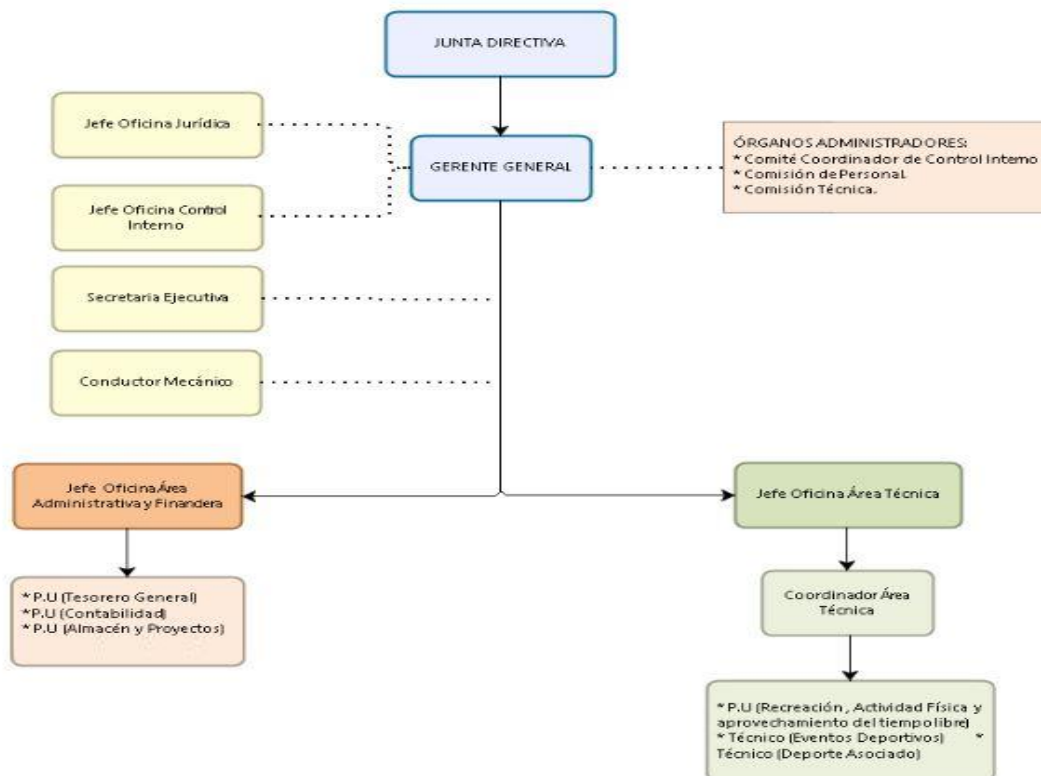 JUNTA DIRECTIVA
Jefe Oficina Jurídica
GERENTE GENERAL
ÓRGANOS ADMINISTRADORES:
* Comité Coordinador de Control Interno
* Comisión de Personal.
* Comisión Técnica.
Jefe Oficina Control
Interno
Secretaria Ejecutiva
Conductor Mecánico
Jefe Oficina Área
Administrativa y Financiera
Jefe Oficina Área Técnica
* P.U (Tesorero General)
*P.U (Contabilidad)
* P.U (Almacén y Proyectos)
Coordinador Área
Técnica
* P.U (Recreación , Actividad Física y
aprovechamiento del tiempo libre)
* Técnico (Eventos Deportivos) *
Técnico (Deporte Asociado)